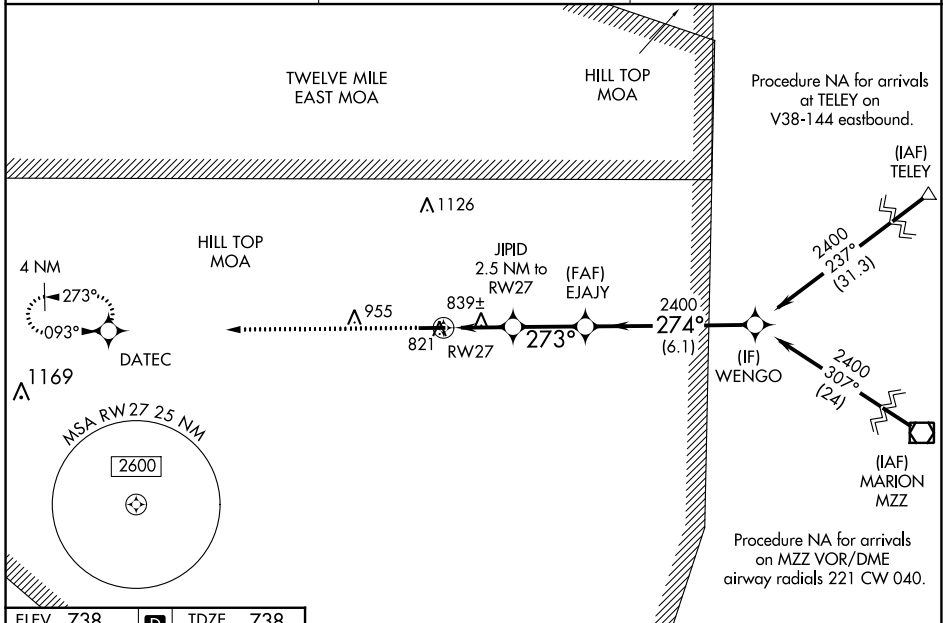 TWELVE MILE
EAST MOA
HILL TOP
MOA
Procedure NA for arrivals
at TELEY on
V38-144 eastbound.
(IAF)
TELEY
1126
HILL TOP
MOA
2400
237°
(31.3)
4 NM
273°
093°
DATEC
JIPID
2.5 NM to
RW27
(FAF)
EJAJY
955
839±
821
RW27
273°
2400
274°
(6.1)
(IF)
WENGO
2400
307°
(24)
1169
MSA RW 27 25 NM
2600
(IAF)
MARION
MZZ
Procedure NA for arrivals
on MZZ VOR/DME
airway radials 221 CW 040.
ELEV 738 D TDZE 738